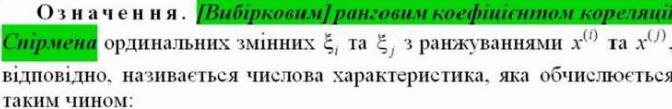 Означення. [Вибірковим] ранговим коефіцієнтом кореляції
Спірмена ординальних змінних ξᵢ та ξⱼ з ранжуваннями x⁽ⁱ⁾ та x⁽ʲ⁾,
відповідно, називається числова характеристика, яка обчислюється
таким чином: